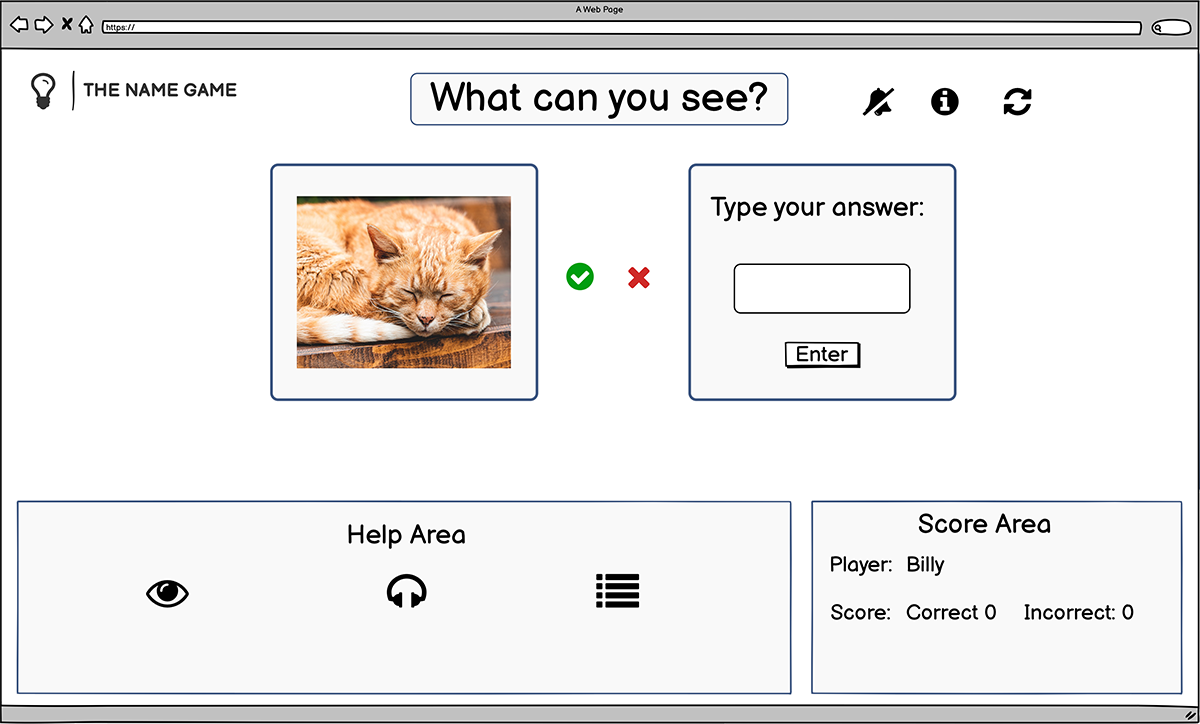 A Web Page
https://
THE NAME GAME
What can you see?
Type your answer:
Enter
Help Area
Score Area
Player: Billy
Score: Correct 0 Incorrect: 0